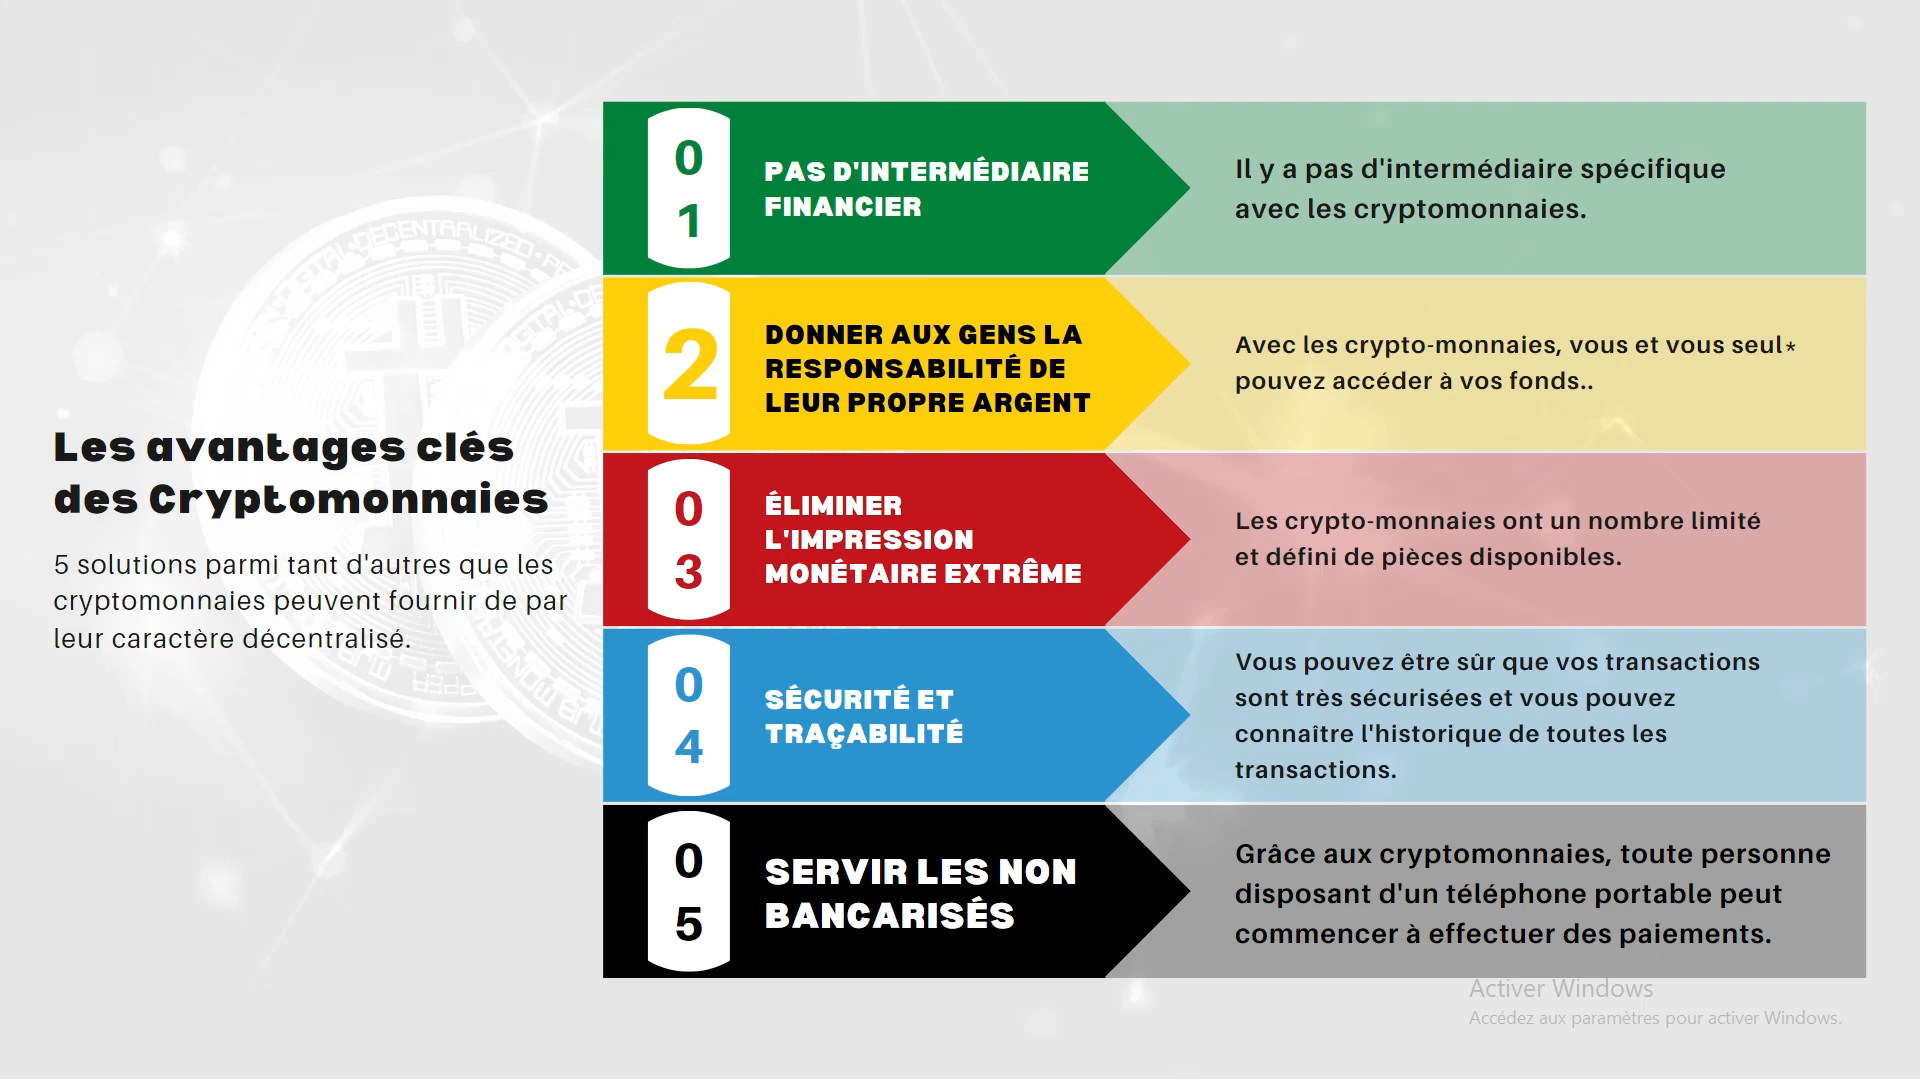 Les avantages clés
des Cryptomonnaies
5 solutions parmi tant d'autres que les
cryptomonnaies peuvent fournir de par
leur caractère décentralisé.
0
1
PAS D'INTERMÉDIAIRE
FINANCIER
Il y a pas d'intermédiaire spécifique
avec les cryptomonnaies.
2
DONNER AUX GENS LA
RESPONSABILITÉ DE
LEUR PROPRE ARGENT
Avec les crypto-monnaies, vous et vous seul*
pouvez accéder à vos fonds..
0
3
ÉLIMINER
L'IMPRESSION
MONÉTAIRE EXTRÊME
Les crypto-monnaies ont un nombre limité
et défini de pièces disponibles.
0
4
SÉCURITÉ ET
TRAÇABILITÉ
Vous pouvez être sûr que vos transactions
sont très sécurisées et vous pouvez
connaître l'historique de toutes les
transactions.
0
5
SERVIR LES NON
BANCARISÉS
Grâce aux cryptomonnaies, toute personne
disposant d'un téléphone portable peut
commencer à effectuer des paiements.
Activer Windows
Accédez aux paramètres pour activer Windows.
DECENTRALIZED